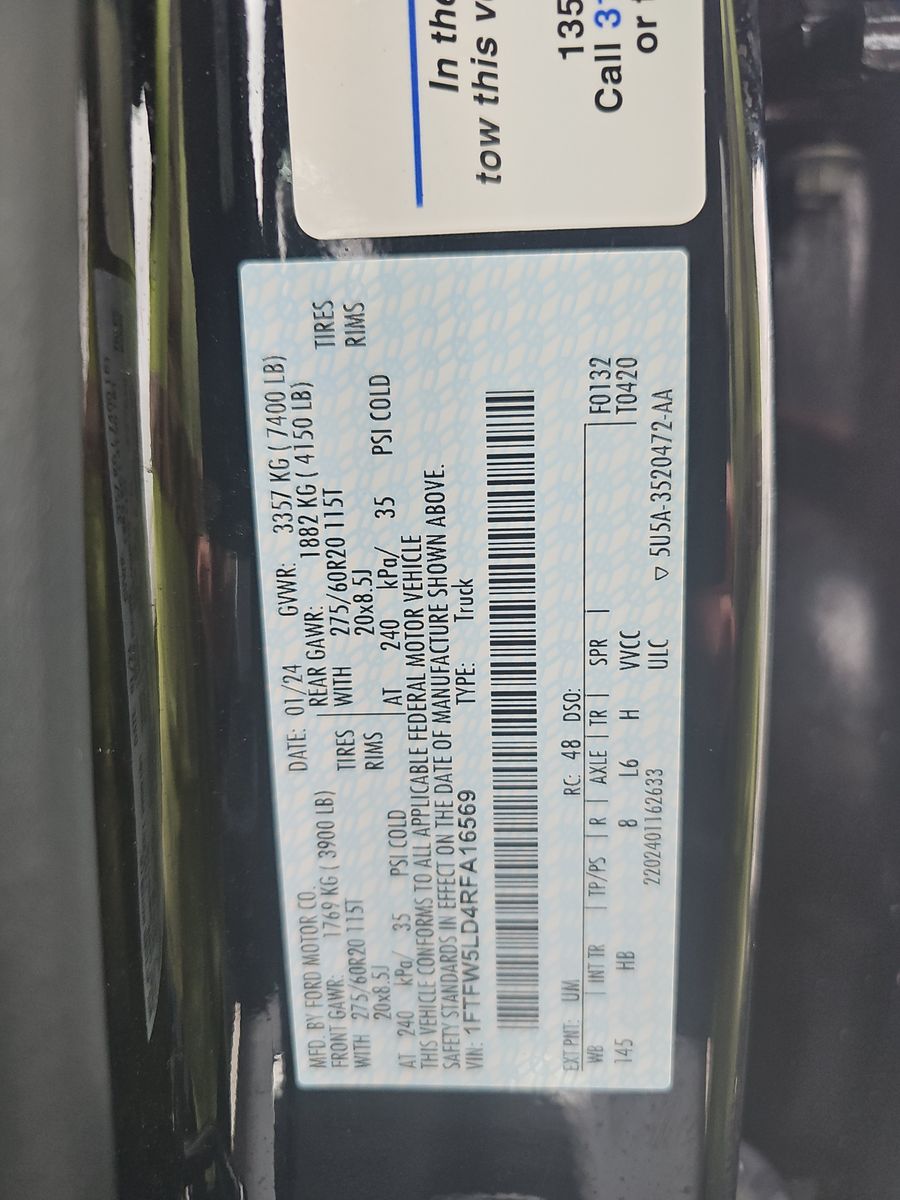 MFD. BY FORD MOTOR CO. DATE: 01/24 GVWR: 3357 KG ( 7400 LB)
FRONT GAWR: 1769 KG ( 3900 LB) REAR GAWR: 1882 KG ( 4150 LB)
WITH 275/60R20 115T TIRES WITH 275/60R20 115T TIRES
20x8.5J RIMS 20x8.5J RIMS
AT 240 kPa/ 35 PSI COLD AT 240 kPa/ 35 PSI COLD
THIS VEHICLE CONFORMS TO ALL APPLICABLE FEDERAL MOTOR VEHICLE
SAFETY STANDARDS IN EFFECT ON THE DATE OF MANUFACTURE SHOWN ABOVE.
VIN: 1FTFW5LD4RFA16569 TYPE: Truck
EXT PNT: UM RC: 48 DSO:
WB INT TR TP/PS R AXLE TR SPR F0132
145 HB 8 L6 H VVCC T0420
2202401162633 ULC
▽ 5U5A-3520472-AA
In the
tow this v
135
Call 3
or